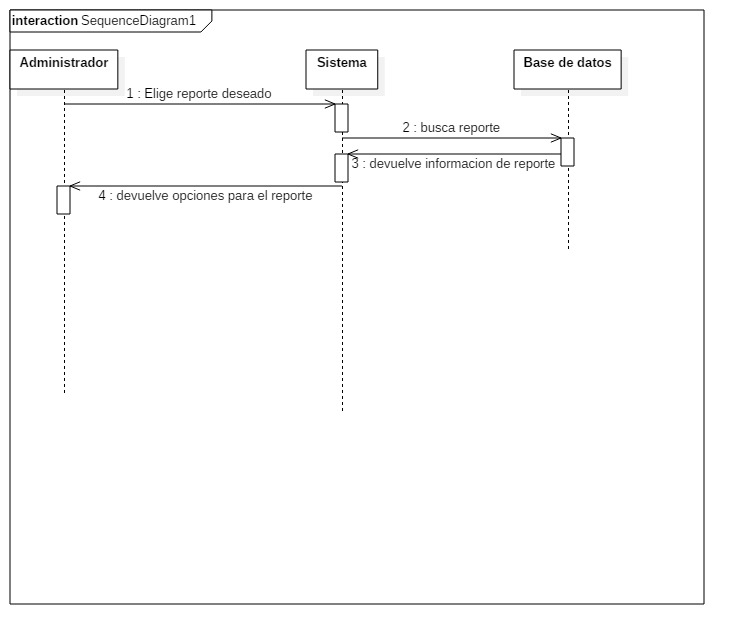 interaction SequenceDiagram1
Administrador
Sistema
Base de datos
1 : Elige reporte deseado
2 : busca reporte
3 : devuelve informacion de reporte
4 : devuelve opciones para el reporte